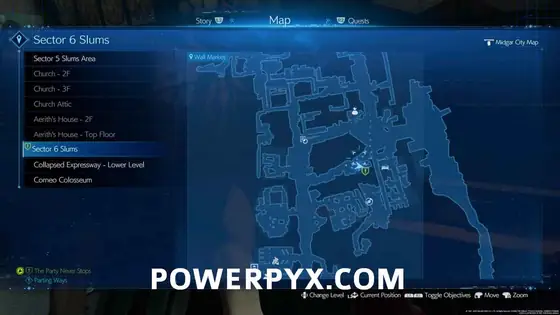 Story
Map
Quests
Sector 6 Slums
Midgar City Map
Sector 5 Slums Area
Church - 2F
Church - 3F
Church Attic
Aerith's House - 2F
Aerith's House - Top Floor
Sector 6 Slums
Collapsed Expressway - Lower Level
Corneo Colosseum
Wall Market
The Party Never Stops
Parting Ways
POWERPYX.COM
Change Level
Current Position
Toggle Objectives
Move
Zoom